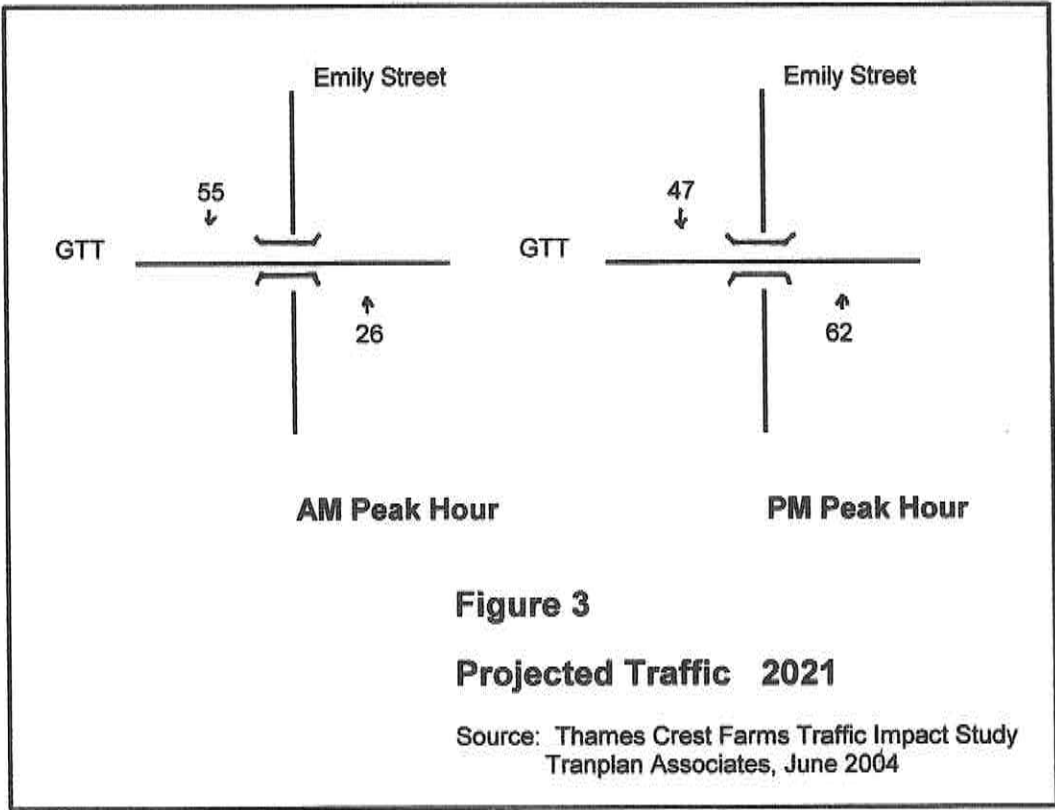 Emily Street
55
GTT
26
AM Peak Hour
Emily Street
47
GTT
62
PM Peak Hour
Figure 3
Projected Traffic 2021
Source: Thames Crest Farms Traffic Impact Study
Tranplan Associates, June 2004